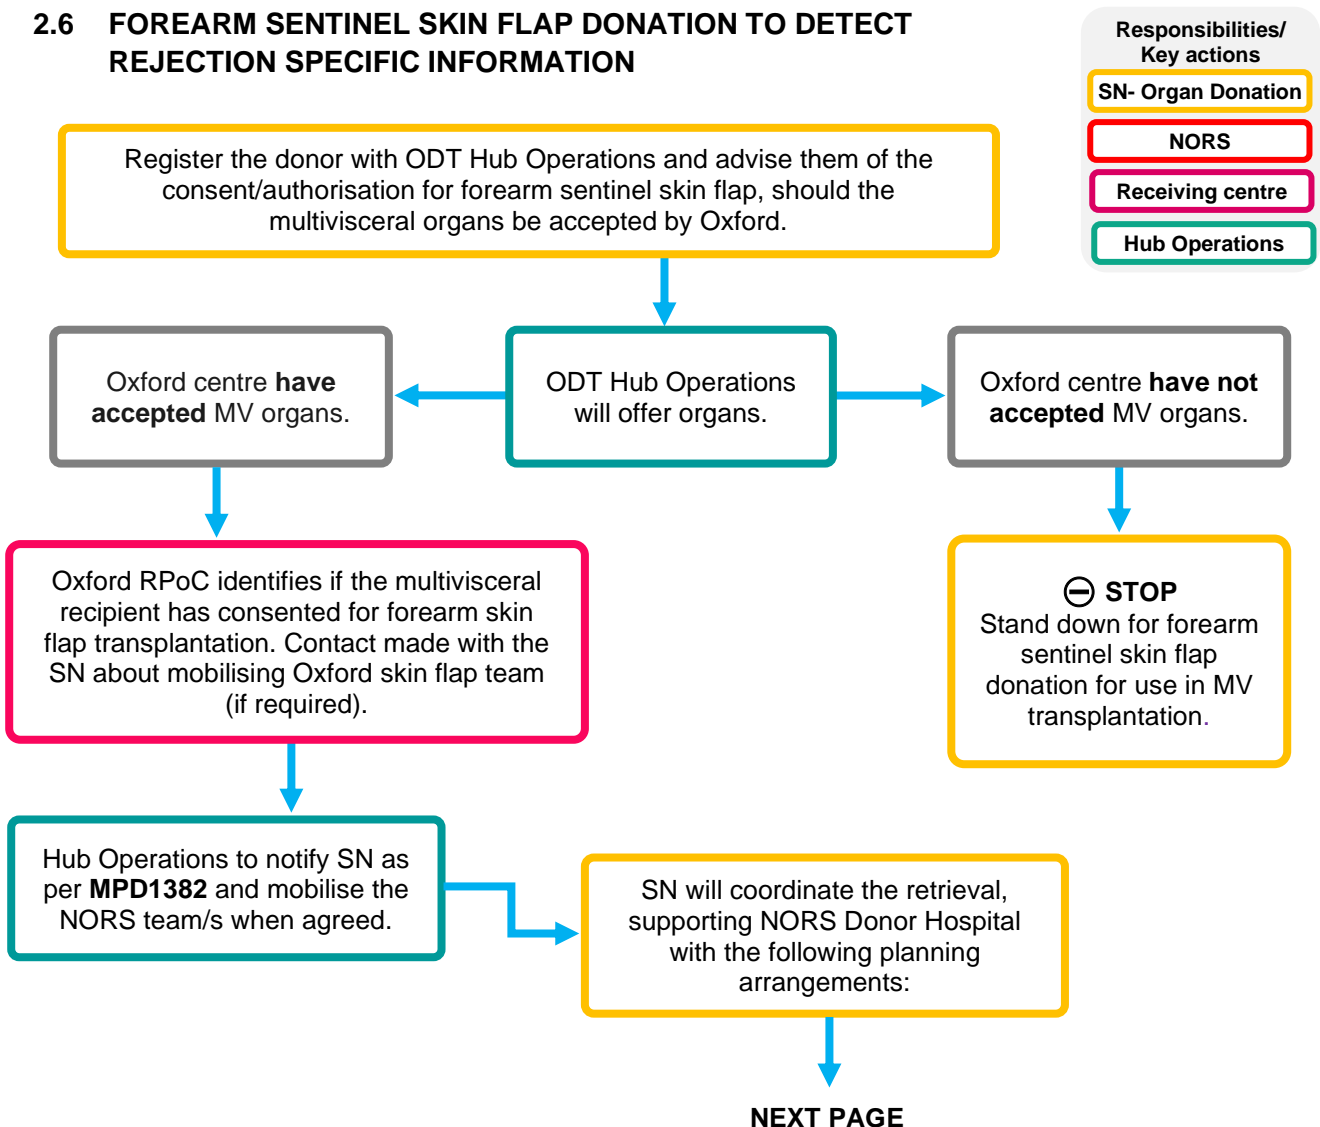 2.6 FOREARM SENTINEL SKIN FLAP DONATION TO DETECT
REJECTION SPECIFIC INFORMATION
Responsibilities/
Key actions
SN- Organ Donation
NORS
Receiving centre
Hub Operations
Register the donor with ODT Hub Operations and advise them of the
consent/authorisation for forearm sentinel skin flap, should the
multivisceral organs be accepted by Oxford.
Oxford centre have
accepted MV organs.
ODT Hub Operations
will offer organs.
Oxford centre have not
accepted MV organs.
Oxford RPoC identifies if the multivisceral
recipient has consented for forearm skin
flap transplantation. Contact made with the
SN about mobilising Oxford skin flap team
(if required).
STOP
Stand down for forearm
sentinel skin flap
donation for use in MV
transplantation.
Hub Operations to notify SN as
per MPD1382 and mobilise the
NORS team/s when agreed.
SN will coordinate the retrieval,
supporting NORS Donor Hospital
with the following planning
arrangements:
NEXT PAGE